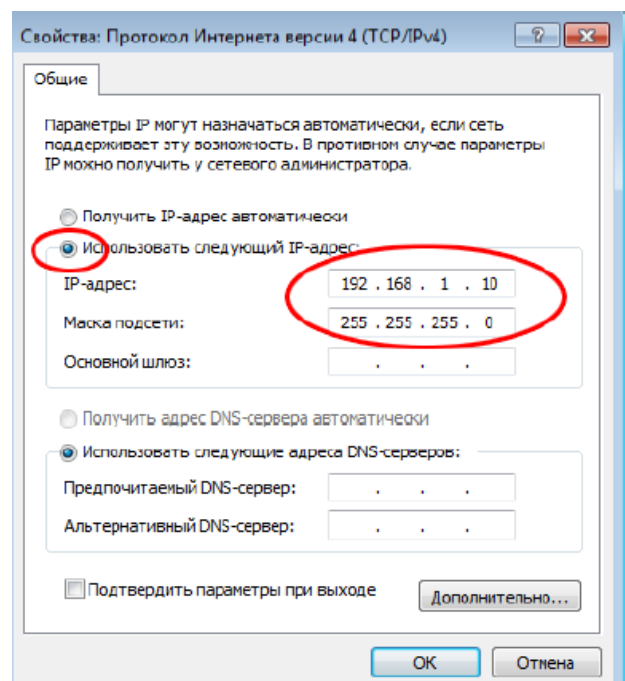 Свойства: Протокол Интернета версии 4 (TCP/IPv4)
Общие
Параметры IP могут назначаться автоматически, если сеть
поддерживает эту возможность. В противном случае параметры
IP можно получить у сетевого администратора.
Получить IP-адрес автоматически
Использовать следующий IP-адрес:
IP-адрес: 192 . 168 . 1 . 10
Маска подсети: 255 . 255 . 255 . 0
Основной шлюз: . . .
Получить адрес DNS-сервера автоматически
Использовать следующие адреса DNS-серверов:
Предпочитаемый DNS-сервер: . . .
Альтернативный DNS-сервер: . . .
Подтвердить параметры при выходе
Дополнительно...
OK Отмена